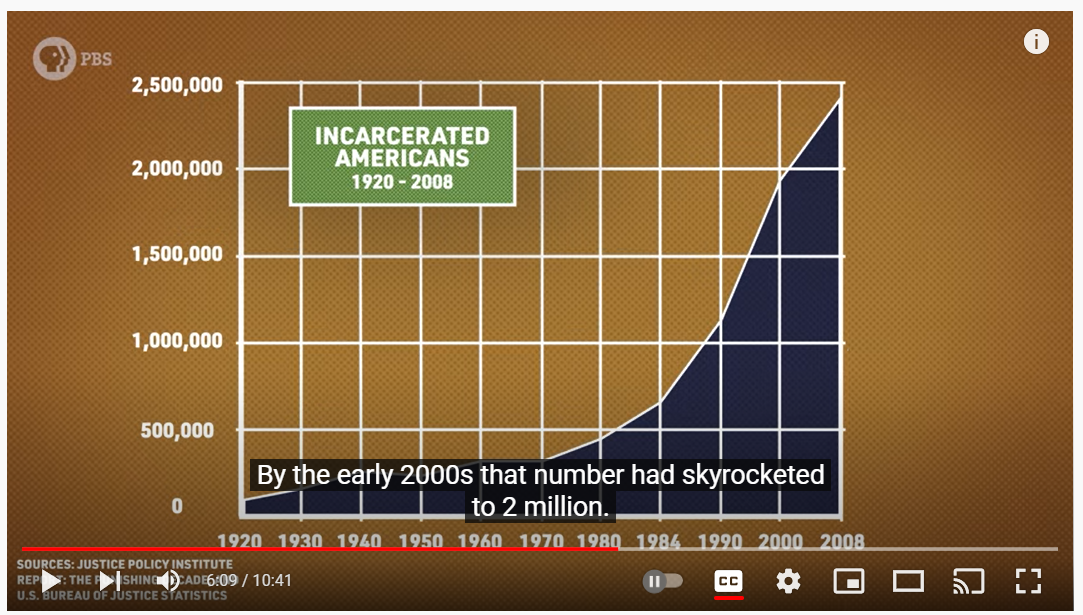 PBS
i
2,500,000
INCARCERATED
AMERICANS
1920 - 2008
2,000,000
1,500,000
1,000,000
500,000
0
By the early 2000s that number had skyrocketed
to 2 million.
1920 1930 1940 1950 1960 1970 1980 1984 1990 2000 2008
SOURCES: JUSTICE POLICY INSTITUTE
THE
U.S. BUREAU OF JUSTICE STATISTICS
6:09 / 10:41
CC